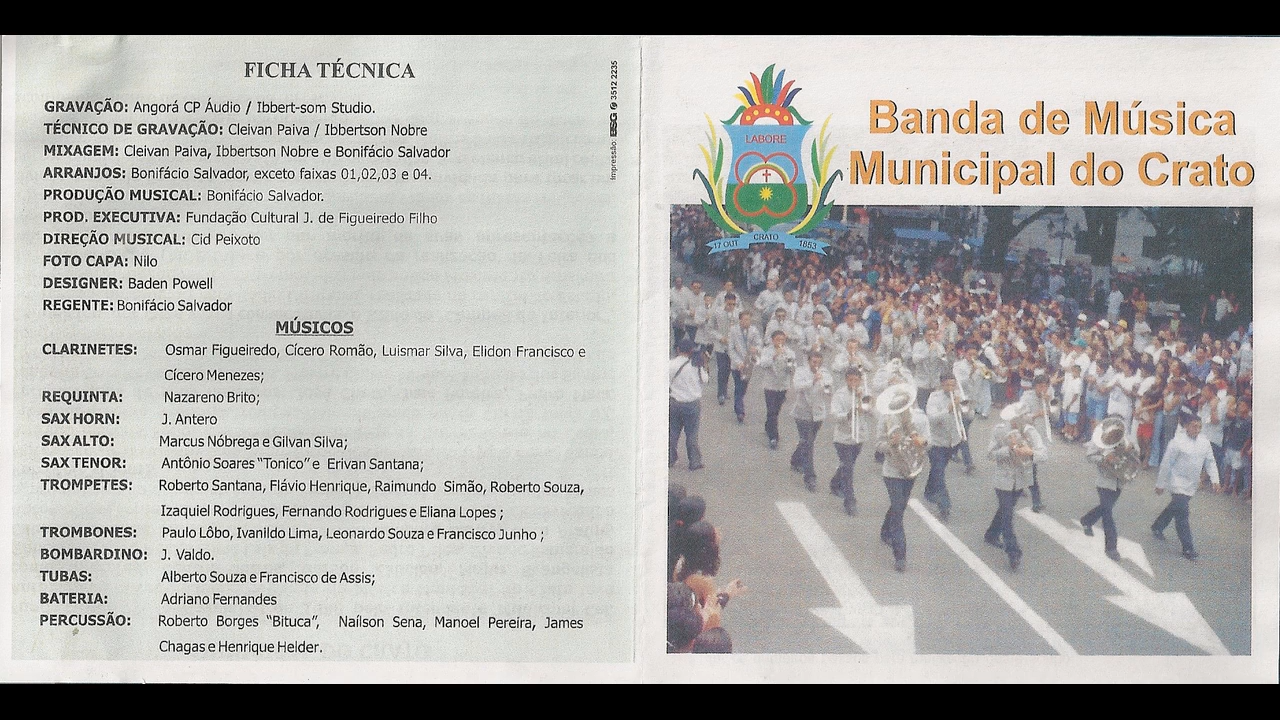 FICHA TÉCNICA
GRAVAÇÃO: Angorá CP Áudio / Ibbert-som Studio.
TÉCNICO DE GRAVAÇÃO: Cleivan Paiva / Ibbertson Nobre
MIXAGEM: Cleivan Paiva, Ibbertson Nobre e Bonifácio Salvador
ARRANJOS: Bonifácio Salvador, exceto faixas 01,02,03 e 04.
PRODUÇÃO MUSICAL: Bonifácio Salvador.
PROD. EXECUTIVA: Fundação Cultural J. de Figueiredo Filho
DIREÇÃO MUSICAL: Cid Peixoto
FOTO CAPA: Nilo
DESIGNER: Baden Powell
REGENTE: Bonifácio Salvador
MÚSICOS
CLARINETES: Osmar Figueiredo, Cícero Romão, Luismar Silva, Elidon Francisco e
Cícero Menezes;
REQUINTA: Nazareno Brito;
SAX HORN: J. Antero
SAX ALTO: Marcus Nóbrega e Gilvan Silva;
SAX TENOR: Antônio Soares "Tonico" e Erivan Santana;
TROMPETES: Roberto Santana, Flávio Henrique, Raimundo Simão, Roberto Souza,
Izaquiel Rodrigues, Fernando Rodrigues e Eliana Lopes ;
TROMBONES: Paulo Lôbo, Ivanildo Lima, Leonardo Souza e Francisco Junho ;
BOMBARDINO: J. Valdo.
TUBAS: Alberto Souza e Francisco de Assis;
BATERIA: Adriano Fernandes
PERCUSSÃO: Roberto Borges "Bituca", Naílson Sena, Manoel Pereira, James
Chagas e Henrique Helder.
Impressão: BSG 3512 2235
Banda de Música
Municipal do Crato
LABORE
17 OUT CRATO 1853